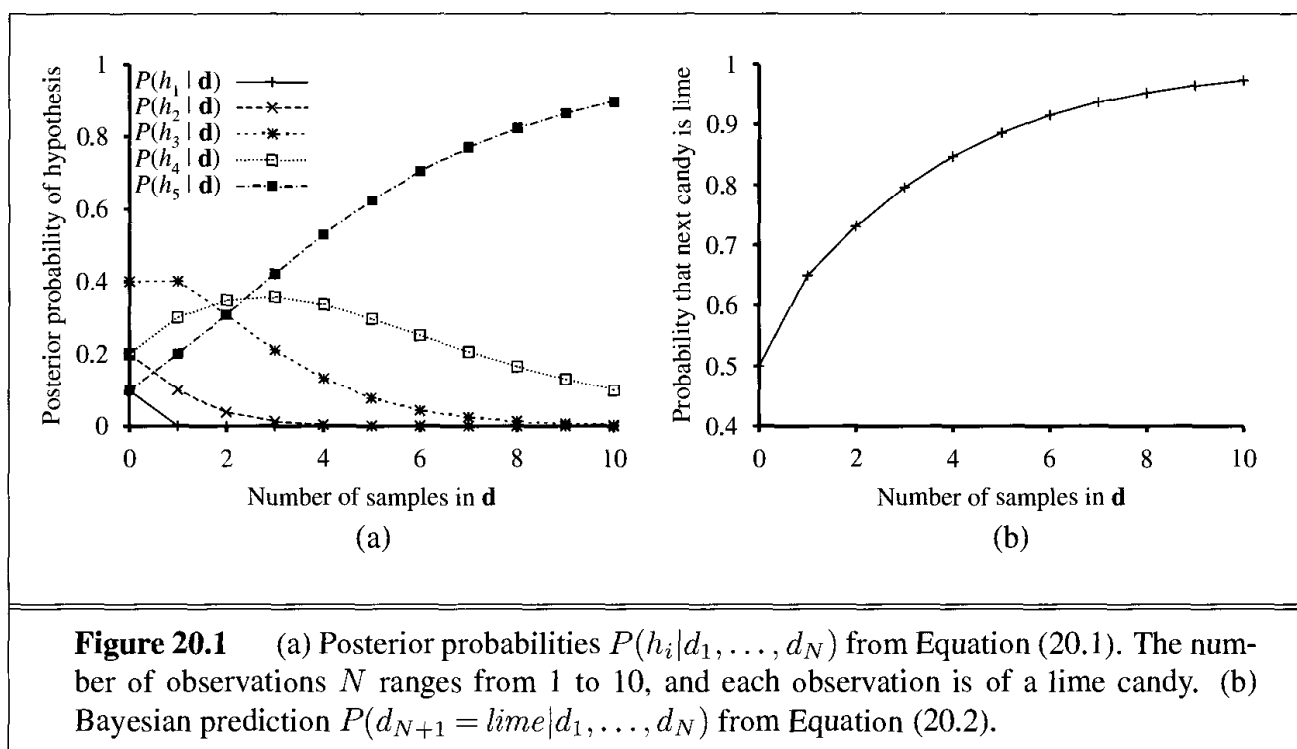 1
0.8
0.6
0.4
0.2
0
Posterior probability of hypothesis
P(h₁ | d)
P(h₂ | d)
P(h₃ | d)
P(h₄ | d)
P(h₅ | d)
0 2 4 6 8 10
Number of samples in d
(a)
1
0.9
0.8
0.7
0.6
0.5
0.4
Probability that next candy is lime
0 2 4 6 8 10
Number of samples in d
(b)
Figure 20.1 (a) Posterior probabilities P(hᵢ|d₁, . . . , d_N) from Equation (20.1). The num-
ber of observations N ranges from 1 to 10, and each observation is of a lime candy. (b)
Bayesian prediction P(d_{N+1} = lime|d₁, . . . , d_N) from Equation (20.2).